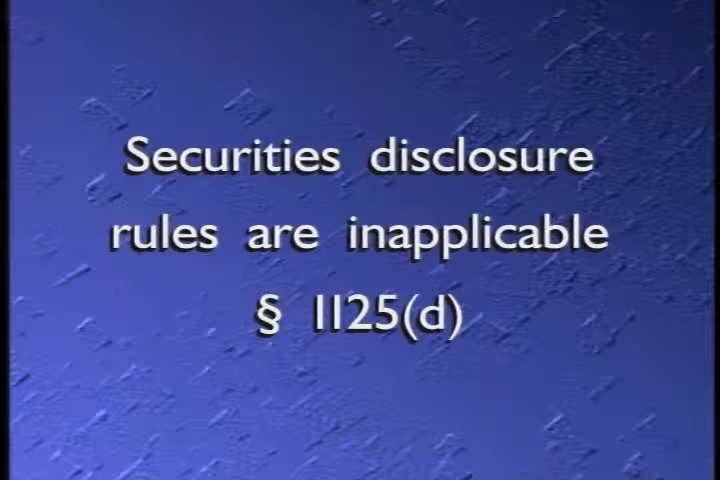 Securities disclosure
rules are inapplicable
§ 1125(d)